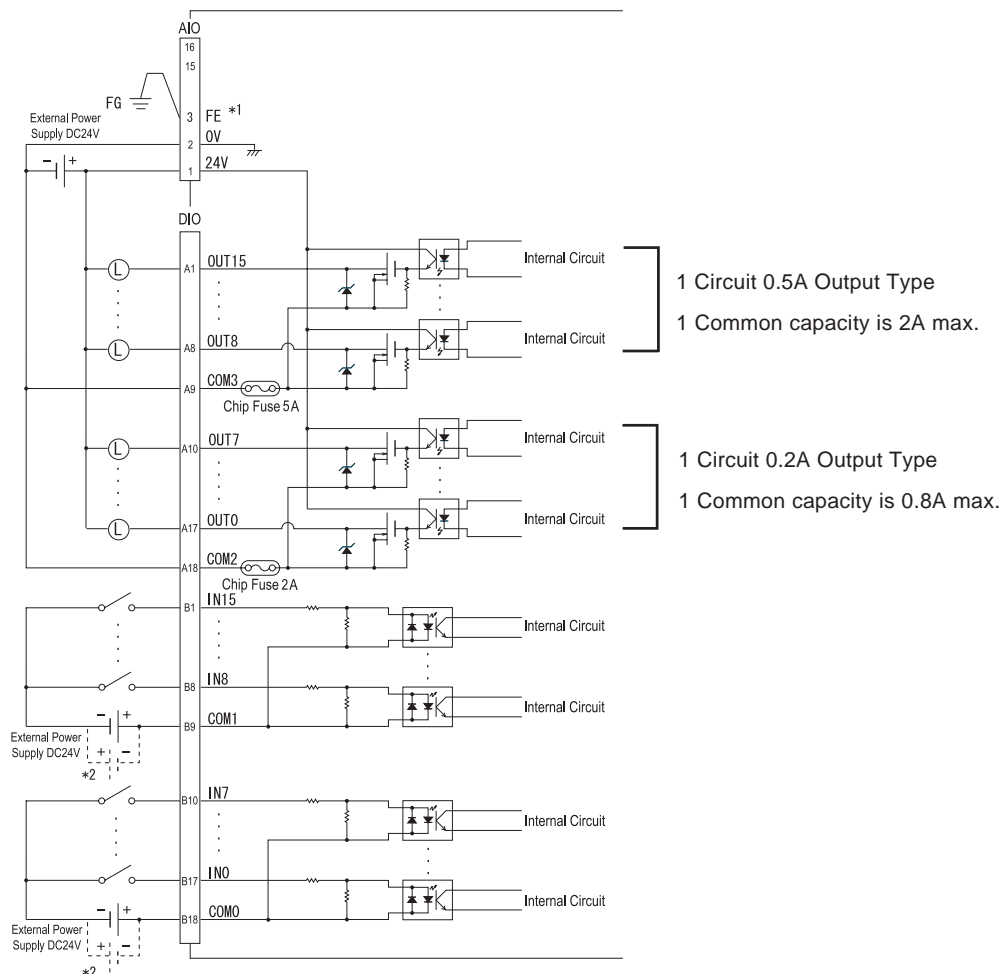 AIO
16
15
FG
3 FE *1
External Power
Supply DC24V
2 0V
- +
1 24V
DIO
L A1 OUT15
Internal Circuit
1 Circuit 0.5A Output Type
1 Common capacity is 2A max.
L A8 OUT8
Internal Circuit
A9 COM3
Chip Fuse 5A
L A10 OUT7
Internal Circuit
1 Circuit 0.2A Output Type
1 Common capacity is 0.8A max.
L A17 OUT0
Internal Circuit
A18 COM2
Chip Fuse 2A
B1 IN15
Internal Circuit
B8 IN8
Internal Circuit
- +
B9 COM1
External Power
Supply DC24V
+ -
*2
B10 IN7
Internal Circuit
B17 IN0
Internal Circuit
- +
B18 COM0
External Power
Supply DC24V
+ -
*2